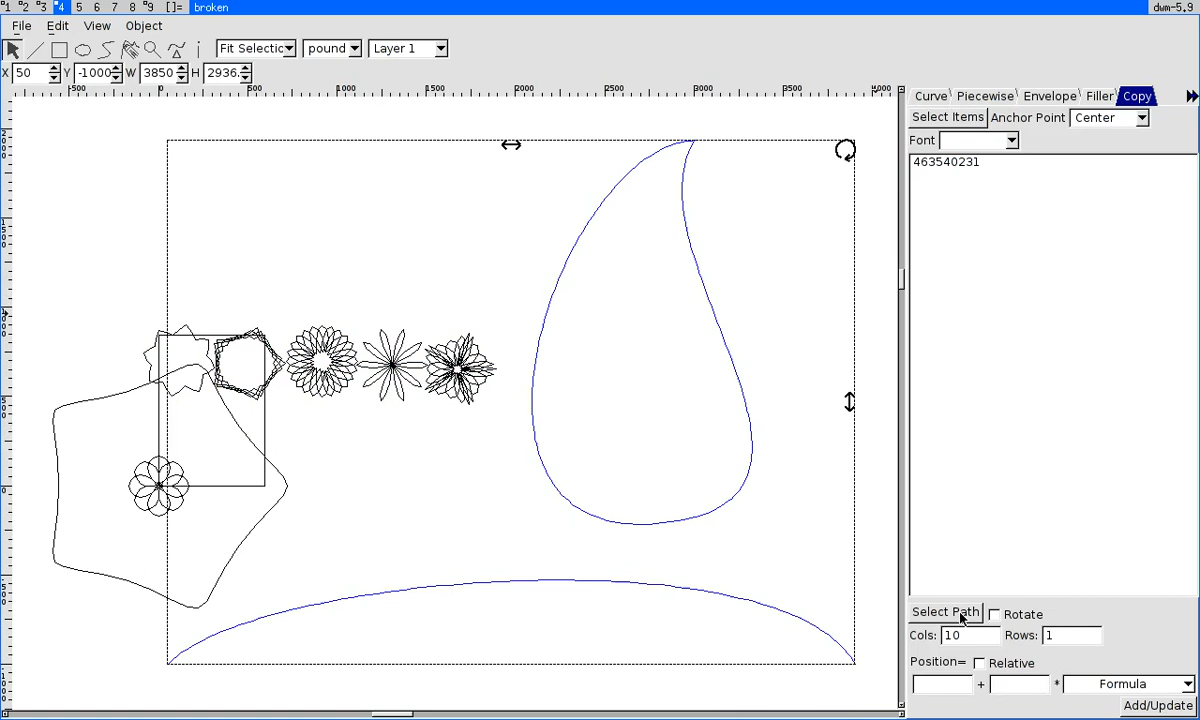 1 2 3 4 5 6 7 8 9 []= broken dwm-5.9
File Edit View Object
Fit Selectic pound Layer 1
X 50 Y -1000 W 3850 H 2936.
-500 0 500 1000 1500 2000 2500 3000 3500 4000
Curve Piecewise Envelope Filler Copy
Select Items Anchor Point Center
Font
463540231
Select Path Rotate
Cols: 10 Rows: 1
Position= Relative
+ * Formula
Add/Update